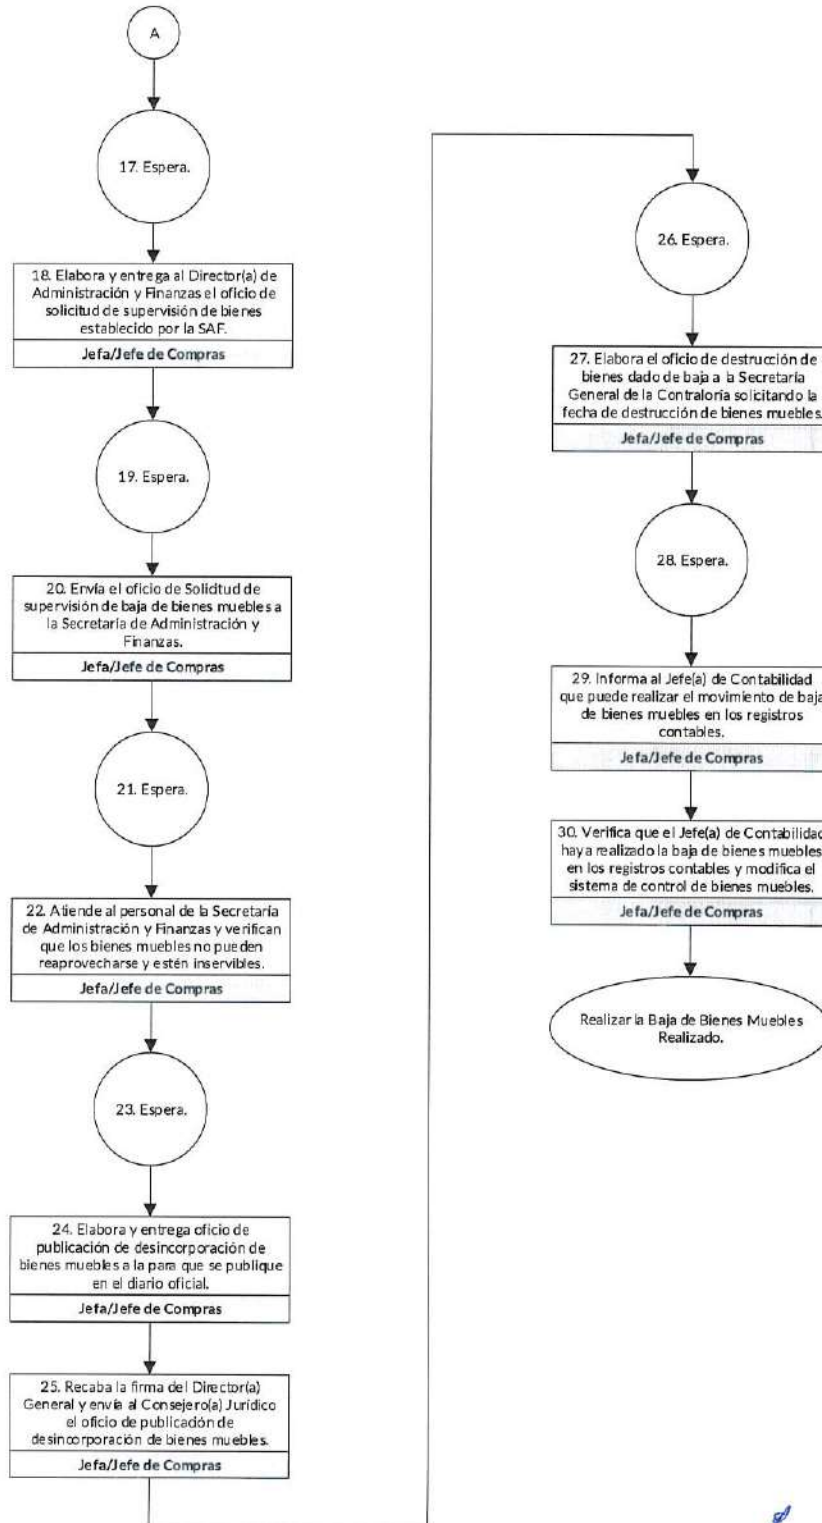 A
17. Espera.
18. Elabora y entrega al Director(a) de
Administración y Finanzas el oficio de
solicitud de supervisión de bienes
establecido por la SAF.
Jefa/Jefe de Compras
19. Espera.
20. Envía el oficio de Solicitud de
supervisión de baja de bienes muebles a
la Secretaría de Administración y
Finanzas.
Jefa/Jefe de Compras
21. Espera.
22. Atiende al personal de la Secretaría
de Administración y Finanzas y verifican
que los bienes muebles no pueden
reaprovecharse y estén inservibles.
Jefa/Jefe de Compras
23. Espera.
24. Elabora y entrega oficio de
publicación de desincorporación de
bienes muebles a la para que se publique
en el diario oficial.
Jefa/Jefe de Compras
25. Recaba la firma del Director(a)
General y envía al Consejero(a) Jurídico
el oficio de publicación de
desincorporación de bienes muebles.
Jefa/Jefe de Compras
26. Espera.
27. Elabora el oficio de destrucción de
bienes dado de baja a la Secretaría
General de la Contraloría solicitando la
fecha de destrucción de bienes muebles.
Jefa/Jefe de Compras
28. Espera.
29. Informa al Jefe(a) de Contabilidad
que puede realizar el movimiento de baja
de bienes muebles en los registros
contables.
Jefa/Jefe de Compras
30. Verifica que el Jefe(a) de Contabilidad
haya realizado la baja de bienes muebles
en los registros contables y modifica el
sistema de control de bienes muebles.
Jefa/Jefe de Compras
Realizar la Baja de Bienes Muebles
Realizado.